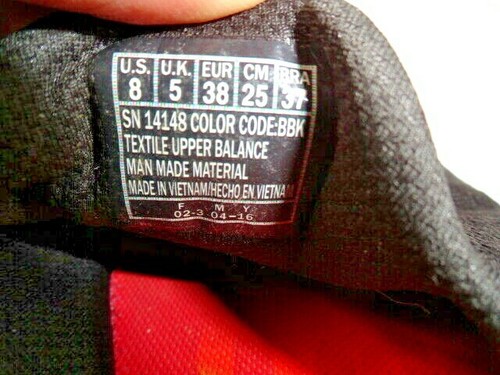 U.S. U.K. EUR CM BRA
8 5 38 25 37
SN 14148 COLOR CODE:BBK
TEXTILE UPPER BALANCE
MAN MADE MATERIAL
MADE IN VIETNAM/HECHO EN VIETNAM
F M Y
02-3 04-16